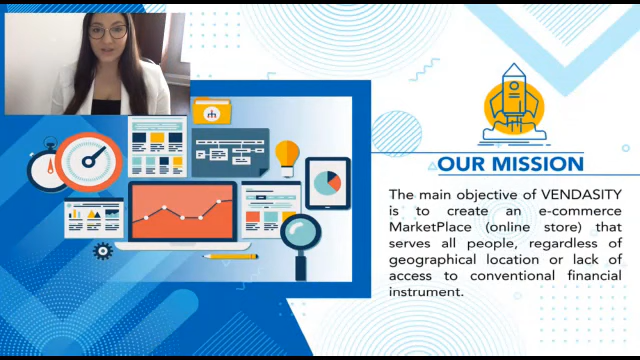 OUR MISSION
The main objective of VENDASITY
is to create an e-commerce
MarketPlace (online store) that
serves all people, regardless of
geographical location or lack of
access to conventional financial
instrument.